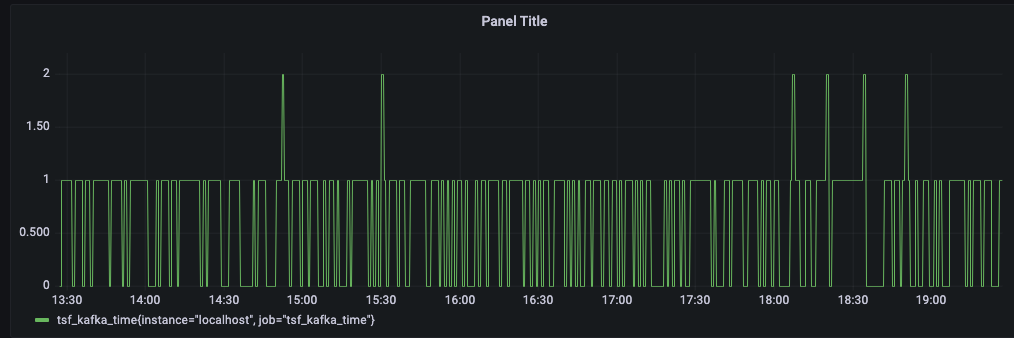 Panel Title
2
1.50
1
0.500
0
13:30 14:00 14:30 15:00 15:30 16:00 16:30 17:00 17:30 18:00 18:30 19:00
tsf_kafka_time{instance="localhost", job="tsf_kafka_time"}